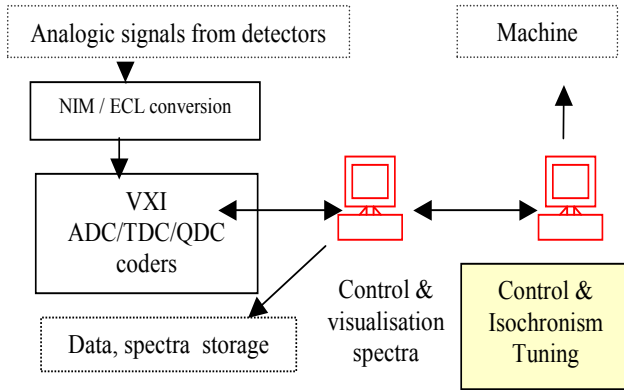 Analogic signals from detectors
Machine
NIM / ECL conversion
VXI
ADC/TDC/QDC
coders
Control &
visualisation
spectra
Control &
Isochronism
Tuning
Data, spectra storage